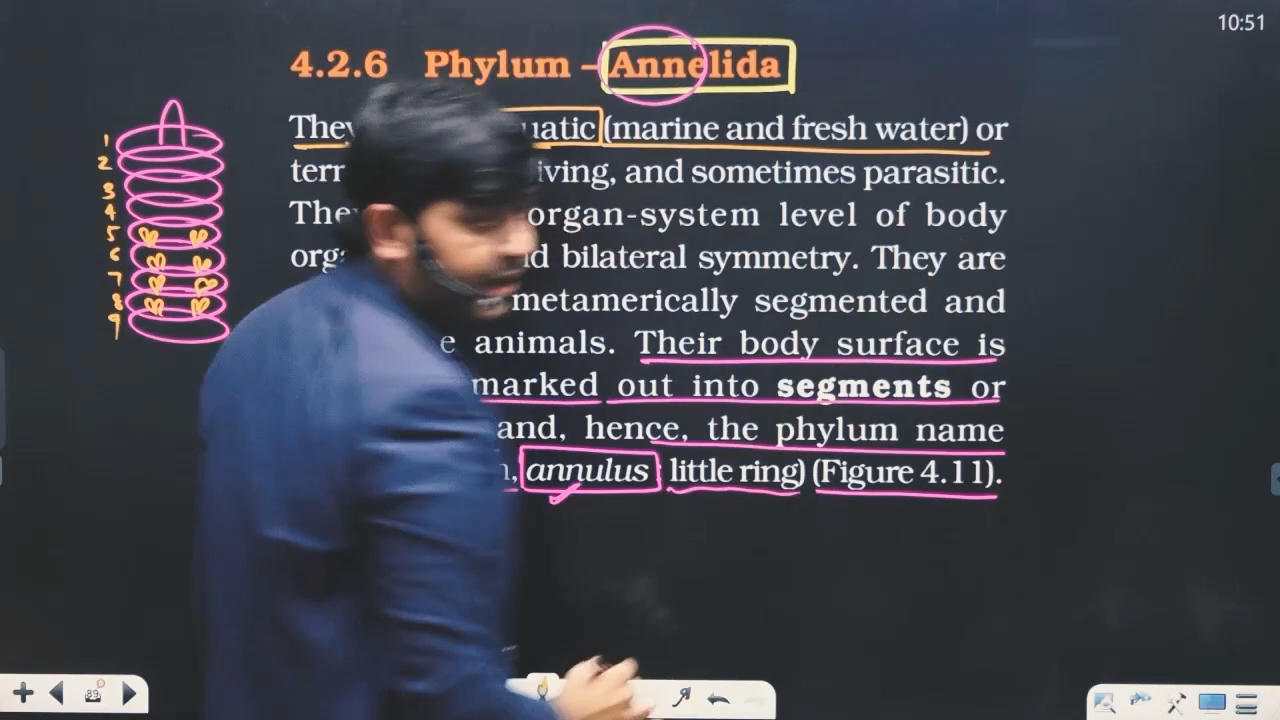 10:51
4.2.6 Phylum – Annelida
They uatic (marine and fresh water) or
terr iving, and sometimes parasitic.
They organ-system level of body
orga d bilateral symmetry. They are
metamerically segmented and
e animals. Their body surface is
marked out into segments or
and, hence, the phylum name
, annulus : little ring) (Figure 4.11).
1
2
3
4
5
6
7
8
9
89